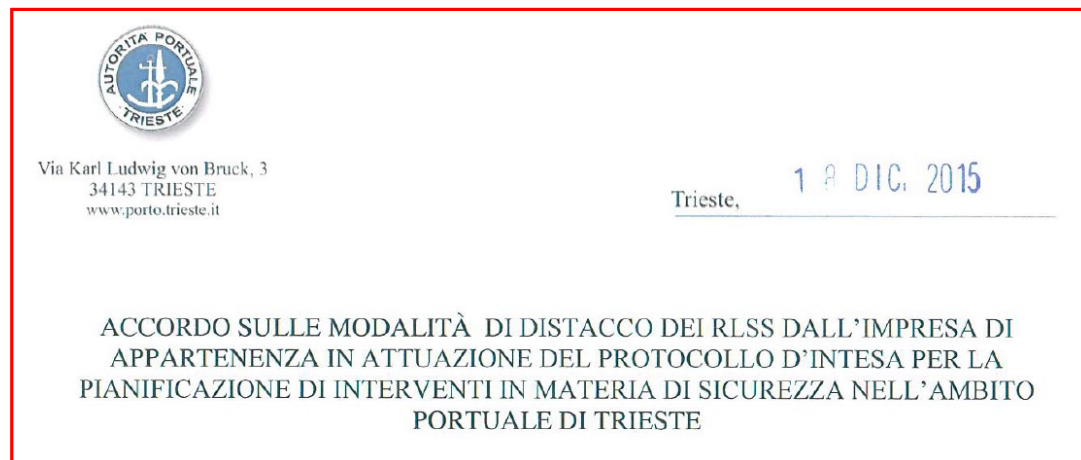 AUTORITÀ PORTUALE
TRIESTE
Via Karl Ludwig von Bruck, 3
34143 TRIESTE
www.porto.trieste.it
Trieste, DIC. 2015
ACCORDO SULLE MODALITÀ DI DISTACCO DEI RLSS DALL'IMPRESA DI
APPARTENENZA IN ATTUAZIONE DEL PROTOCOLLO D'INTESA PER LA
PIANIFICAZIONE DI INTERVENTI IN MATERIA DI SICUREZZA NELL'AMBITO
PORTUALE DI TRIESTE